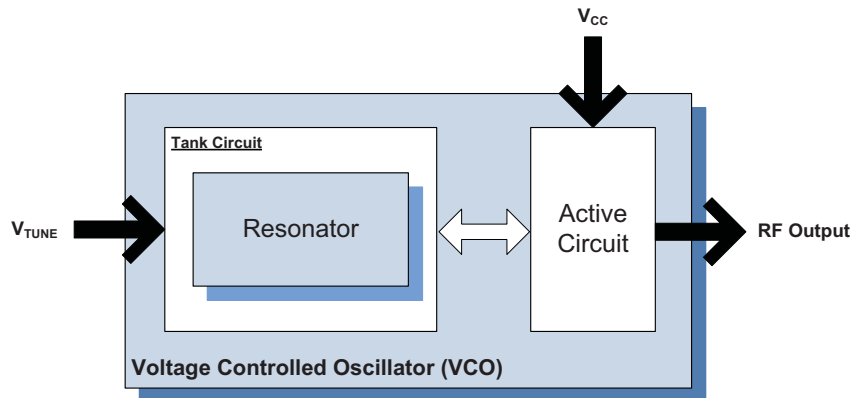 VCC
Tank Circuit
Resonator
VTUNE
Active
Circuit
RF Output
Voltage Controlled Oscillator (VCO)